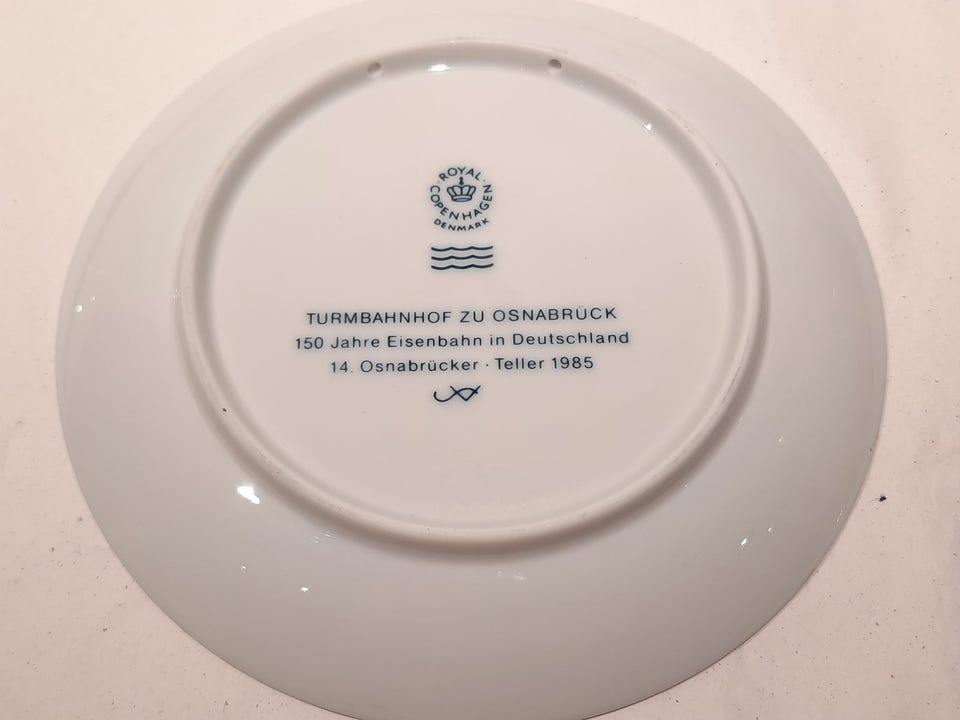 ROYAL
COPENHAGEN
DENMARK
TURMBAHNHOF ZU OSNABRÜCK
150 Jahre Eisenbahn in Deutschland
14. Osnabrücker · Teller 1985